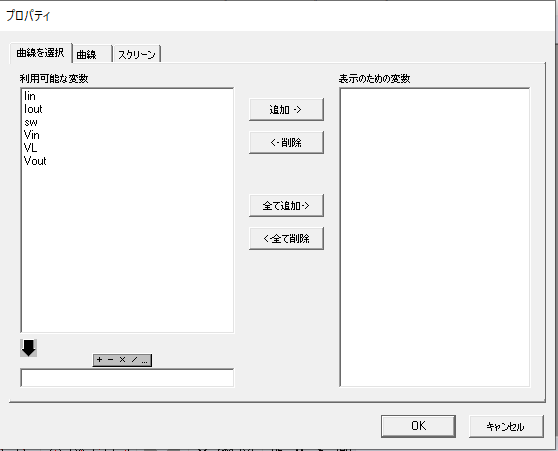 プロパティ
曲線を選択 曲線 スクリーン
利用可能な変数
Iin
Iout
sw
Vin
VL
Vout
追加 ->
<- 削除
全て追加->
<-全て削除
表示のための変数
+ - × / ...
OK
キャンセル